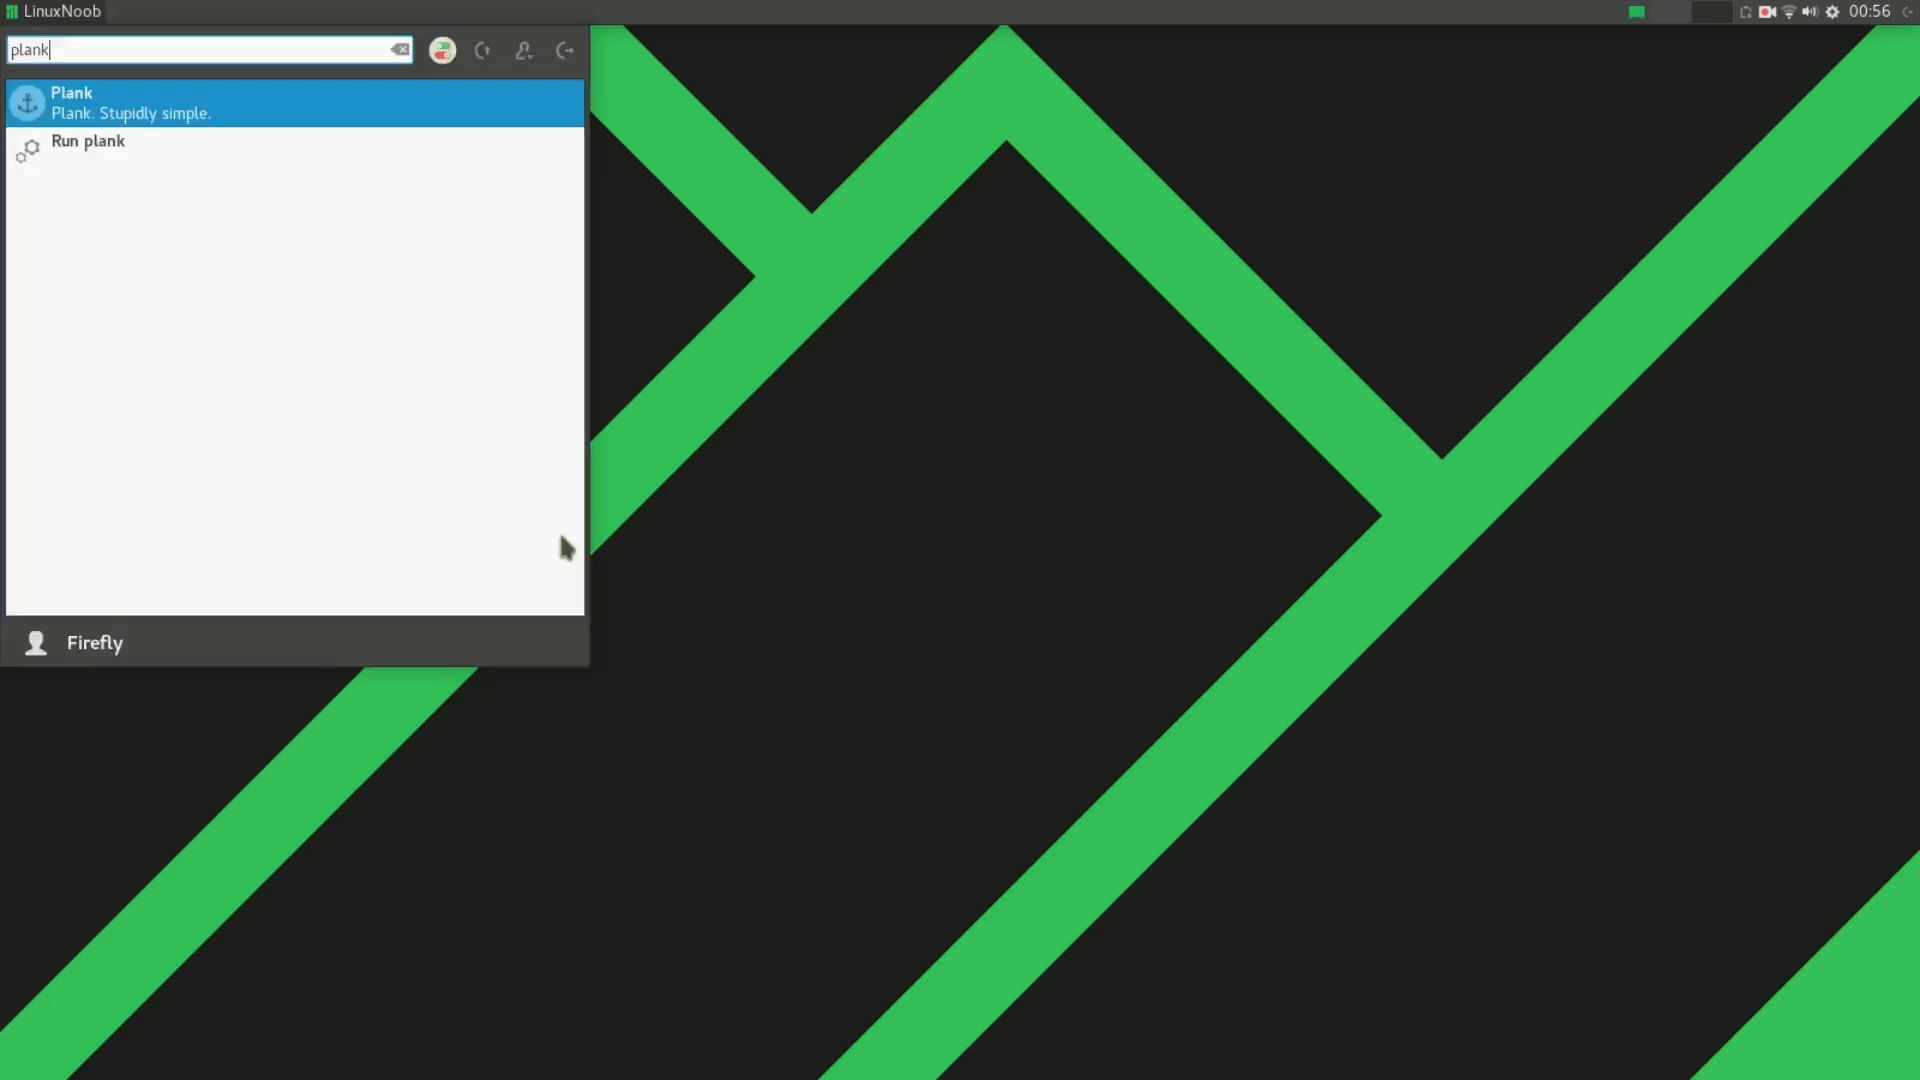 LinuxNoob
00:56
plank
Plank
Plank. Stupidly simple.
Run plank
Firefly